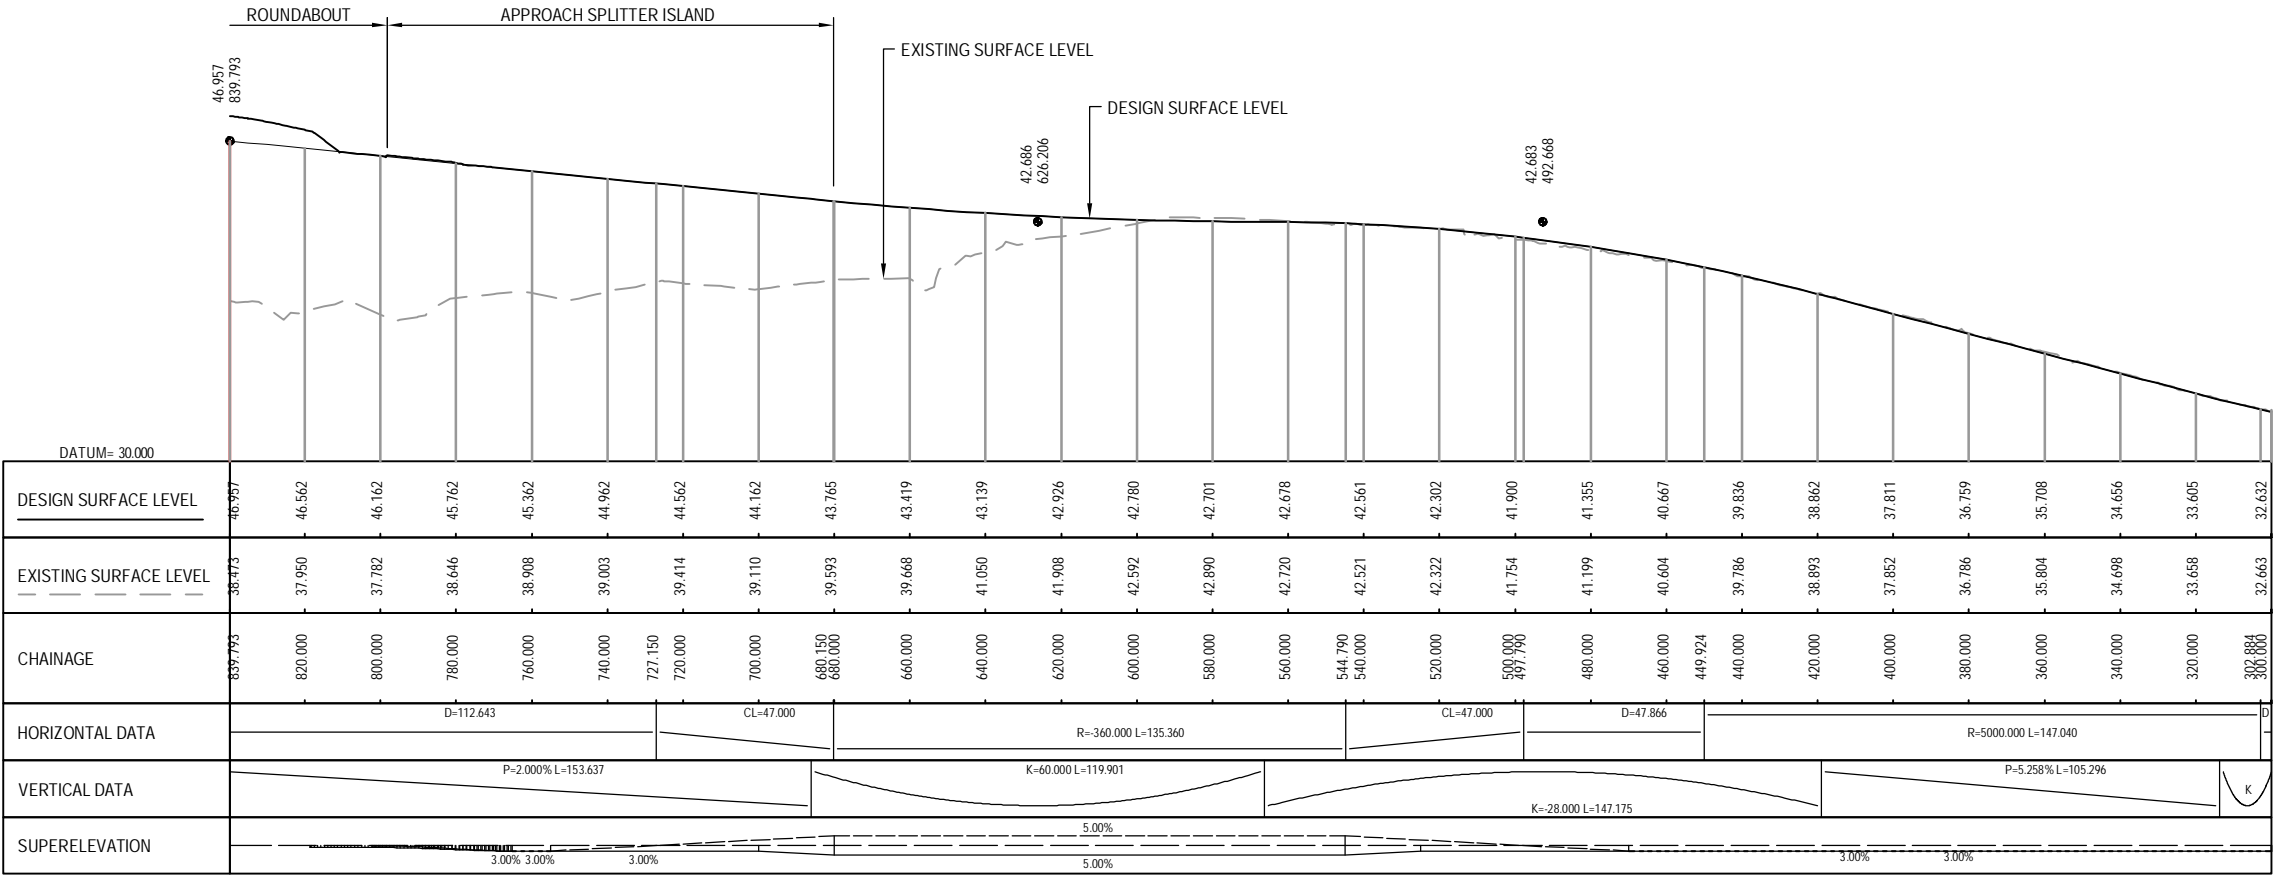 ROUNDABOUT
APPROACH SPLITTER ISLAND
EXISTING SURFACE LEVEL
46.957
839.793
DESIGN SURFACE LEVEL
42.686
626.206
42.683
492.668
DATUM= 30.000
DESIGN SURFACE LEVEL
46.957 46.562 46.162 45.762 45.362 44.962 44.562 44.162 43.765 43.419 43.139 42.926 42.780 42.701 42.678 42.561 42.302 41.900 41.355 40.667 39.836 38.862 37.811 36.759 35.708 34.656 33.605 32.632
EXISTING SURFACE LEVEL
38.473 37.950 37.782 38.646 38.908 39.003 39.414 39.110 39.593 39.668 41.050 41.908 42.592 42.890 42.720 42.521 42.322 41.754 41.199 40.604 39.786 38.893 37.852 36.786 35.804 34.698 33.658 32.663
CHAINAGE
839.793 820.000 800.000 780.000 760.000 740.000 727.150 720.000 700.000 680.150 680.000 660.000 640.000 620.000 600.000 580.000 560.000 544.790 540.000 520.000 500.000 497.790 480.000 460.000 449.924 440.000 420.000 400.000 380.000 360.000 340.000 320.000 302.884 300.000
HORIZONTAL DATA
D=112.643
CL=47.000
R=-360.000 L=135.360
CL=47.000
D=47.866
R=5000.000 L=147.040
D
VERTICAL DATA
P=2.000% L=153.637
K=60.000 L=119.901
K=-28.000 L=147.175
P=5.258% L=105.296
K
SUPERELEVATION
3.00% 3.00%
3.00%
5.00%
5.00%
3.00%
3.00%